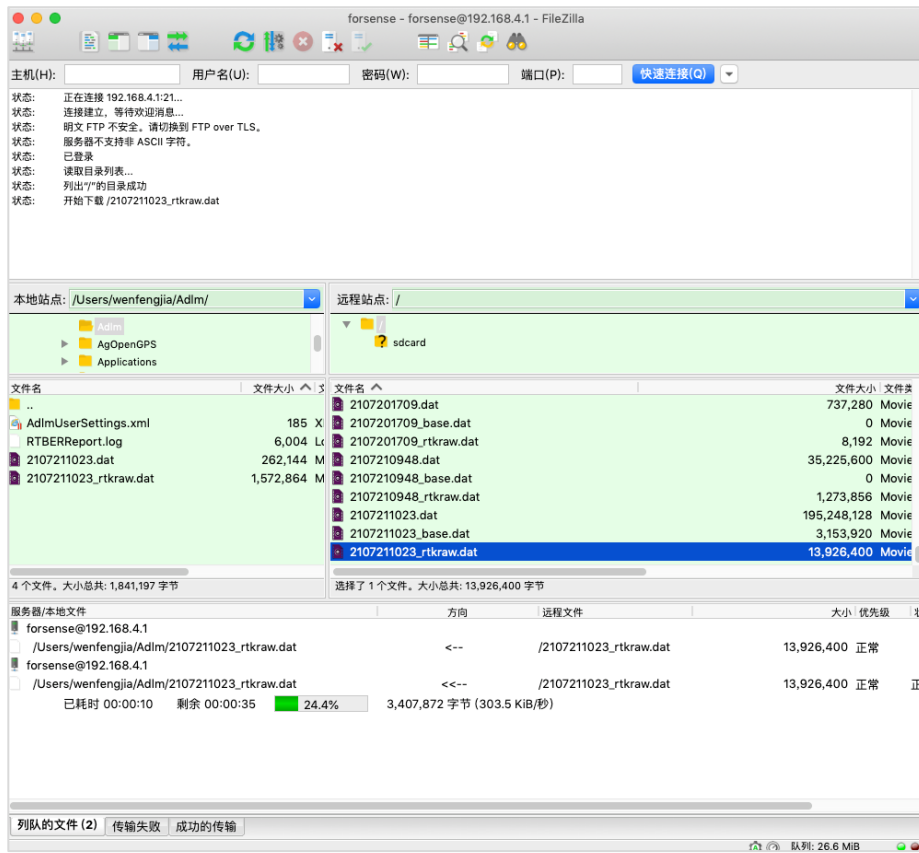 forsense - forsense@192.168.4.1 - FileZilla
主机(H): 用户名(U): 密码(W): 端口(P): 快速连接(Q)
状态: 正在连接 192.168.4.1:21...
状态: 连接建立，等待欢迎消息...
状态: 明文 FTP 不安全。请切换到 FTP over TLS。
状态: 服务器不支持非 ASCII 字符。
状态: 已登录
状态: 读取目录列表...
状态: 列出“/”的目录成功
状态: 开始下载 /2107211023_rtkraw.dat
本地站点: /Users/wenfengjia/Adlm/
Adlm
AgOpenGPS
Applications
远程站点: /
/
? sdcard
文件名 文件大小
..
AdlmUserSettings.xml 185 X
RTBERReport.log 6,004 Lo
2107211023.dat 262,144 M
2107211023_rtkraw.dat 1,572,864 M
4 个文件。大小总共: 1,841,197 字节
文件名 文件大小 文件类
2107201709.dat 737,280 Movie
2107201709_base.dat 0 Movie
2107201709_rtkraw.dat 8,192 Movie
2107210948.dat 35,225,600 Movie
2107210948_base.dat 0 Movie
2107210948_rtkraw.dat 1,273,856 Movie
2107211023.dat 195,248,128 Movie
2107211023_base.dat 3,153,920 Movie
2107211023_rtkraw.dat 13,926,400 Movie
选择了 1 个文件。大小总共: 13,926,400 字节
服务器/本地文件 方向 远程文件 大小 优先级
forsense@192.168.4.1
/Users/wenfengjia/Adlm/2107211023_rtkraw.dat <-- /2107211023_rtkraw.dat 13,926,400 正常
forsense@192.168.4.1
/Users/wenfengjia/Adlm/2107211023_rtkraw.dat <<-- /2107211023_rtkraw.dat 13,926,400 正常 正
已耗时 00:00:10 剩余 00:00:35 24.4% 3,407,872 字节 (303.5 KiB/秒)
列队的文件 (2) 传输失败 成功的传输
队列: 26.6 MiB